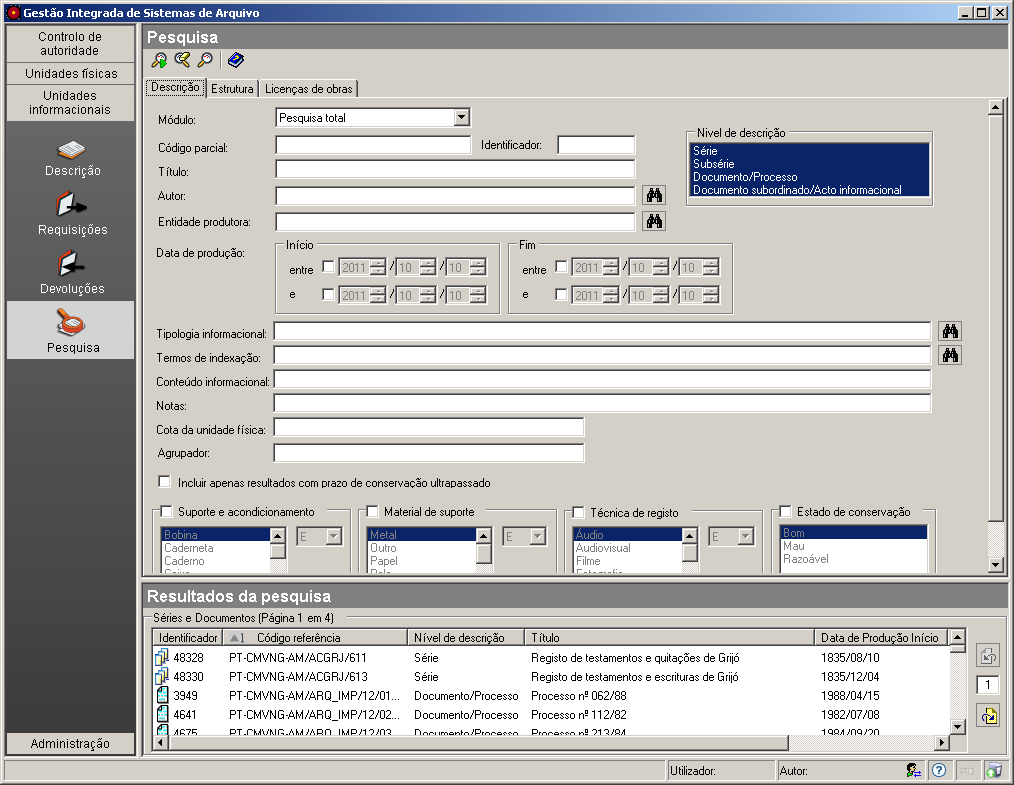 Gestão Integrada de Sistemas de Arquivo
Controlo de
autoridade
Unidades físicas
Unidades
informacionais
Descrição
Requisições
Devoluções
Pesquisa
Administração
Pesquisa
Descrição Estrutura Licenças de obras
Módulo: Pesquisa total
Código parcial: Identificador:
Título:
Autor:
Entidade produtora:
Nível de descrição
Série
Subsérie
Documento/Processo
Documento subordinado/Acto informacional
Data de produção:
Início
entre 2011 / 10 / 10
e 2011 / 10 / 10
Fim
entre 2011 / 10 / 10
e 2011 / 10 / 10
Tipologia informacional:
Termos de indexação:
Conteúdo informacional:
Notas:
Cota da unidade física:
Agrupador:
Incluir apenas resultados com prazo de conservação ultrapassado
Suporte e acondicionamento
Bobina
Caderneta
Caderno
E
Material de suporte
Metal
Outro
Papel
E
Técnica de registo
Áudio
Audiovisual
Filme
Fotografia
E
Estado de conservação
Bom
Mau
Razoável
Resultados da pesquisa
Séries e Documentos (Página 1 em 4)
Identificador 1 Código referência Nível de descrição Título Data de Produção Início
48328 PT-CMVNG-AM/ACGRJ/611 Série Registo de testamentos e quitações de Grijó 1835/08/10
48330 PT-CMVNG-AM/ACGRJ/613 Série Registo de testamentos e escrituras de Grijó 1835/12/04
3949 PT-CMVNG-AM/ARQ_IMP/12/01... Documento/Processo Processo nº 062/88 1988/04/15
4641 PT-CMVNG-AM/ARQ_IMP/12/02... Documento/Processo Processo nº 112/82 1982/07/08
4675 PT-CMVNG-AM/ARQ_IMP/12/03... Documento/Processo Processo nº 213/84 1984/09/20
1
Utilizador: Autor: